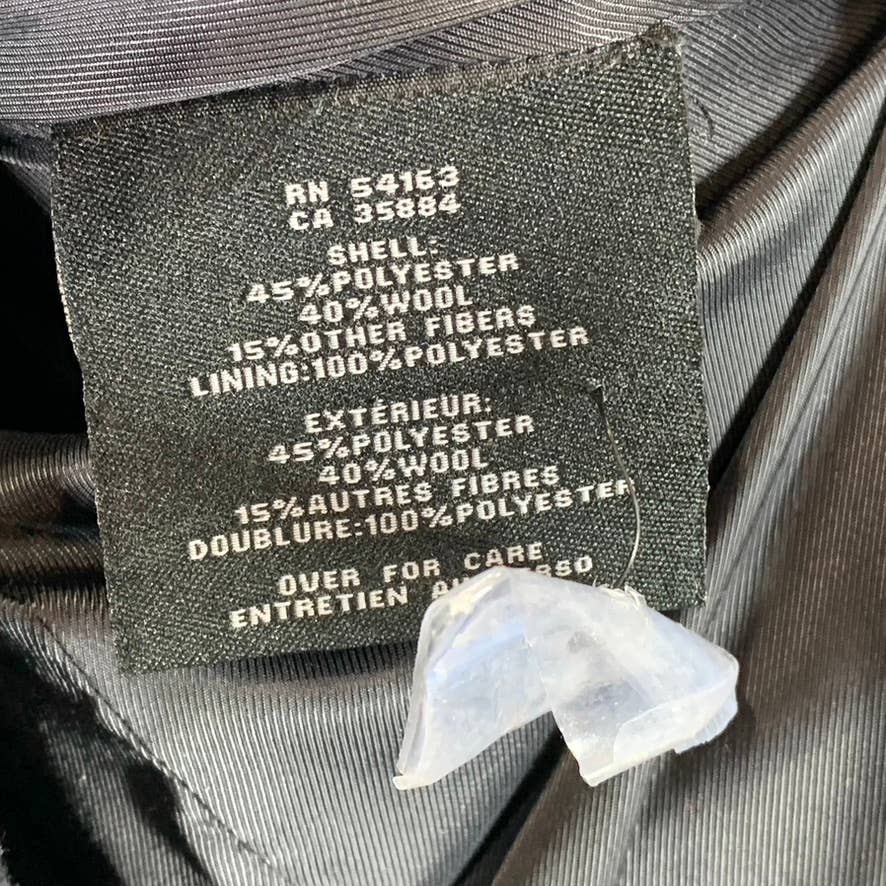 RN 54163
CA 35884
SHELL:
45%POLYESTER
40%WOOL
15%OTHER FIBERS
LINING:100%POLYESTER
EXTÉRIEUR:
45%POLYESTER
40%WOOL
15%AUTRES FIBRES
DOUBLURE:100%POLYESTER
OVER FOR CARE
ENTRETIEN